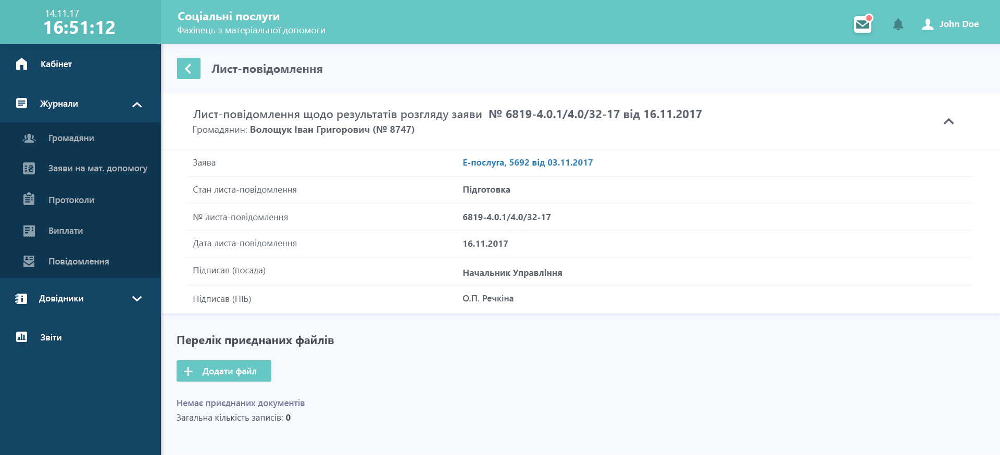 14.11.17
16:51:12
Соціальні послуги
Фахівець з матеріальної допомоги
John Doe
Кабінет
Журнали
Громадяни
Заяви на мат. допомогу
Протоколи
Виплати
Повідомлення
Довідники
Звіти
Лист-повідомлення
Лист-повідомлення щодо результатів розгляду заяви № 6819-4.0.1/4.0/32-17 від 16.11.2017
Громадянин: Волощук Іван Григорович (№ 8747)
Заява Е-послуга, 5692 від 03.11.2017
Стан листа-повідомлення Підготовка
№ листа-повідомлення 6819-4.0.1/4.0/32-17
Дата листа-повідомлення 16.11.2017
Підписав (посада) Начальник Управління
Підписав (ПІБ) О.П. Речкіна
Перелік приєднаних файлів
Додати файл
Немає приєднаних документів
Загальна кількість записів: 0